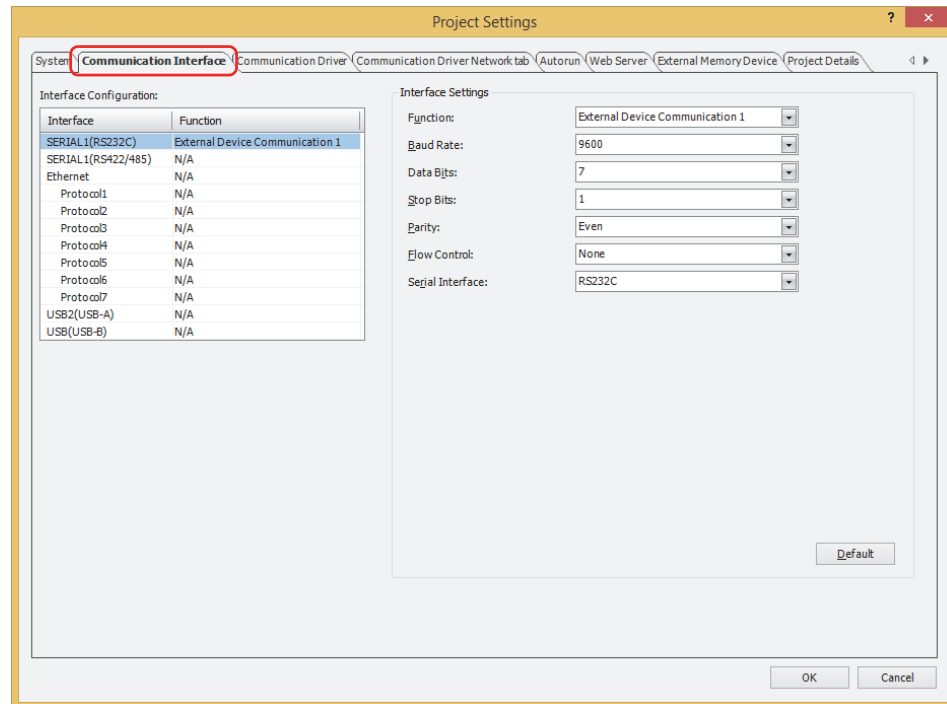 Project Settings
? ×
System Communication Interface Communication Driver Communication Driver Network tab Autorun Web Server External Memory Device Project Details
Interface Configuration:
Interface Function
SERIAL1(RS232C) External Device Communication 1
SERIAL1(RS422/485) N/A
Ethernet N/A
Protocol1 N/A
Protocol2 N/A
Protocol3 N/A
Protocol4 N/A
Protocol5 N/A
Protocol6 N/A
Protocol7 N/A
USB2(USB-A) N/A
USB(USB-B) N/A
Interface Settings
Function: External Device Communication 1
Baud Rate: 9600
Data Bits: 7
Stop Bits: 1
Parity: Even
Flow Control: None
Serial Interface: RS232C
Default
OK Cancel